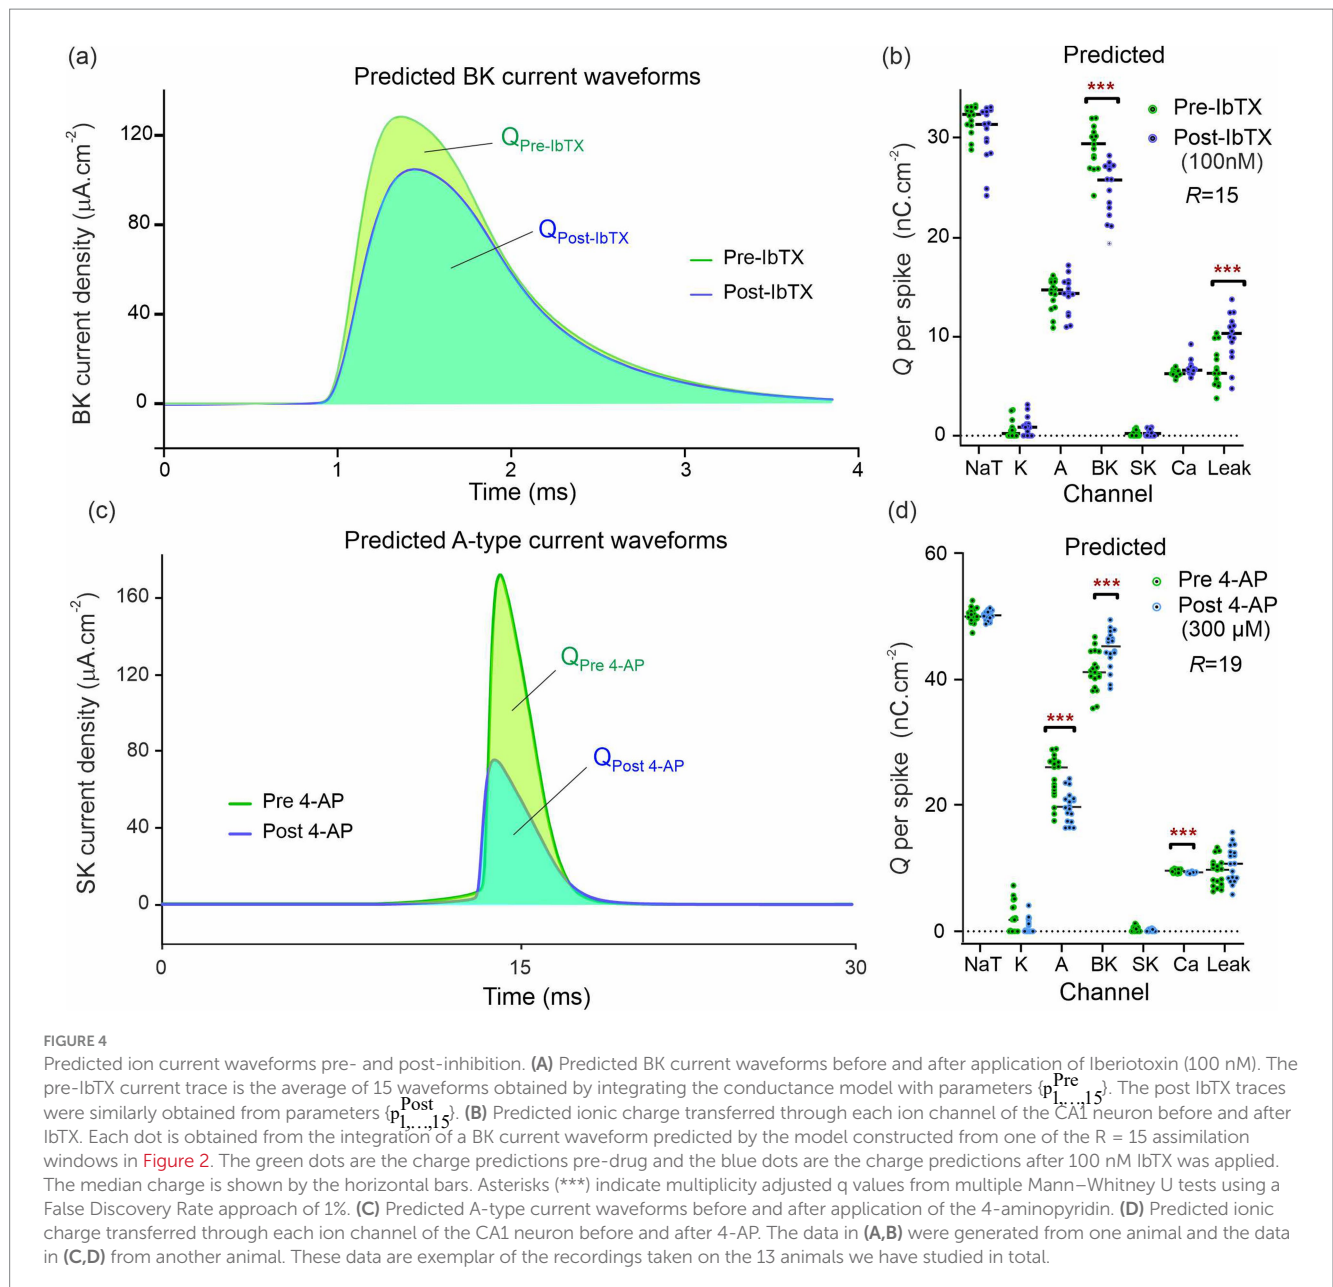 (a)
Predicted BK current waveforms
BK current density (µA.cm-2)
120
80
40
0
QPre-IbTX
QPost-IbTX
Pre-IbTX
Post-IbTX
0 1 2 3 4
Time (ms)
(b)
Predicted
***
Pre-IbTX
Post-IbTX
(100nM)
R=15
***
Q per spike (nC.cm-2)
30
20
10
0
NaT K A BK SK Ca Leak
Channel
(c)
Predicted A-type current waveforms
SK current density (µA.cm-2)
160
120
80
40
0
QPre 4-AP
QPost 4-AP
Pre 4-AP
Post 4-AP
0 15 30
Time (ms)
(d)
Predicted
***
Pre 4-AP
Post 4-AP
(300 µM)
R=19
***
***
Q per spike (nC.cm-2)
60
40
20
0
NaT K A BK SK Ca Leak
Channel
FIGURE 4
Predicted ion current waveforms pre- and post-inhibition. (A) Predicted BK current waveforms before and after application of Iberiotoxin (100 nM). The
pre-IbTX current trace is the average of 15 waveforms obtained by integrating the conductance model with parameters {p1,…,15Pre}. The post IbTX traces
were similarly obtained from parameters {p1,…,15Post}. (B) Predicted ionic charge transferred through each ion channel of the CA1 neuron before and after
IbTX. Each dot is obtained from the integration of a BK current waveform predicted by the model constructed from one of the R = 15 assimilation
windows in Figure 2. The green dots are the charge predictions pre-drug and the blue dots are the charge predictions after 100 nM IbTX was applied.
The median charge is shown by the horizontal bars. Asterisks (***) indicate multiplicity adjusted q values from multiple Mann–Whitney U tests using a
False Discovery Rate approach of 1%. (C) Predicted A-type current waveforms before and after application of the 4-aminopyridin. (D) Predicted ionic
charge transferred through each ion channel of the CA1 neuron before and after 4-AP. The data in (A,B) were generated from one animal and the data
in (C,D) from another animal. These data are exemplar of the recordings taken on the 13 animals we have studied in total.